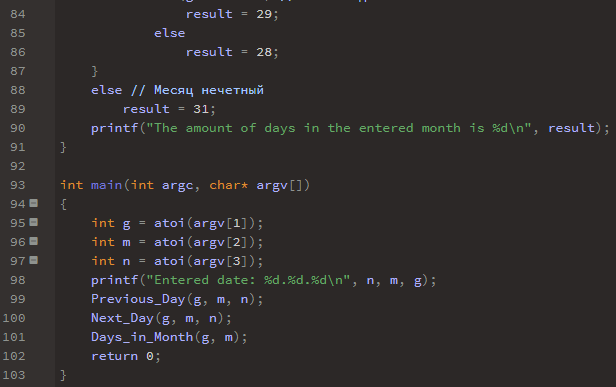 84 result = 29;
85 else
86 result = 28;
87 }
88 else // Месяц нечетный
89 result = 31;
90 printf("The amount of days in the entered month is %d\n", result);
91 }
92
93 int main(int argc, char* argv[])
94 {
95 int g = atoi(argv[1]);
96 int m = atoi(argv[2]);
97 int n = atoi(argv[3]);
98 printf("Entered date: %d.%d.%d\n", n, m, g);
99 Previous_Day(g, m, n);
100 Next_Day(g, m, n);
101 Days_in_Month(g, m);
102 return 0;
103 }